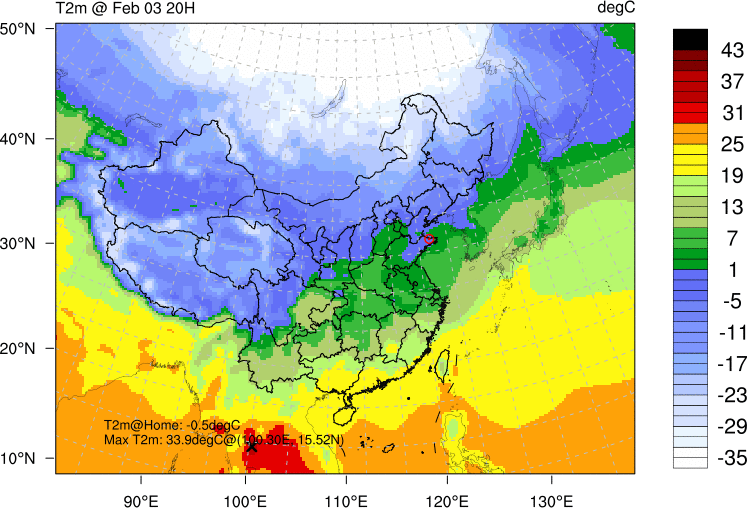 T2m @ Feb 03 20H
degC
50°N
40°N
30°N
20°N
10°N
90°E
100°E
110°E
120°E
130°E
T2m@Home: -0.5degC
Max T2m: 33.9degC@(100.30E, 15.52N)
43
37
31
25
19
13
7
1
-5
-11
-17
-23
-29
-35